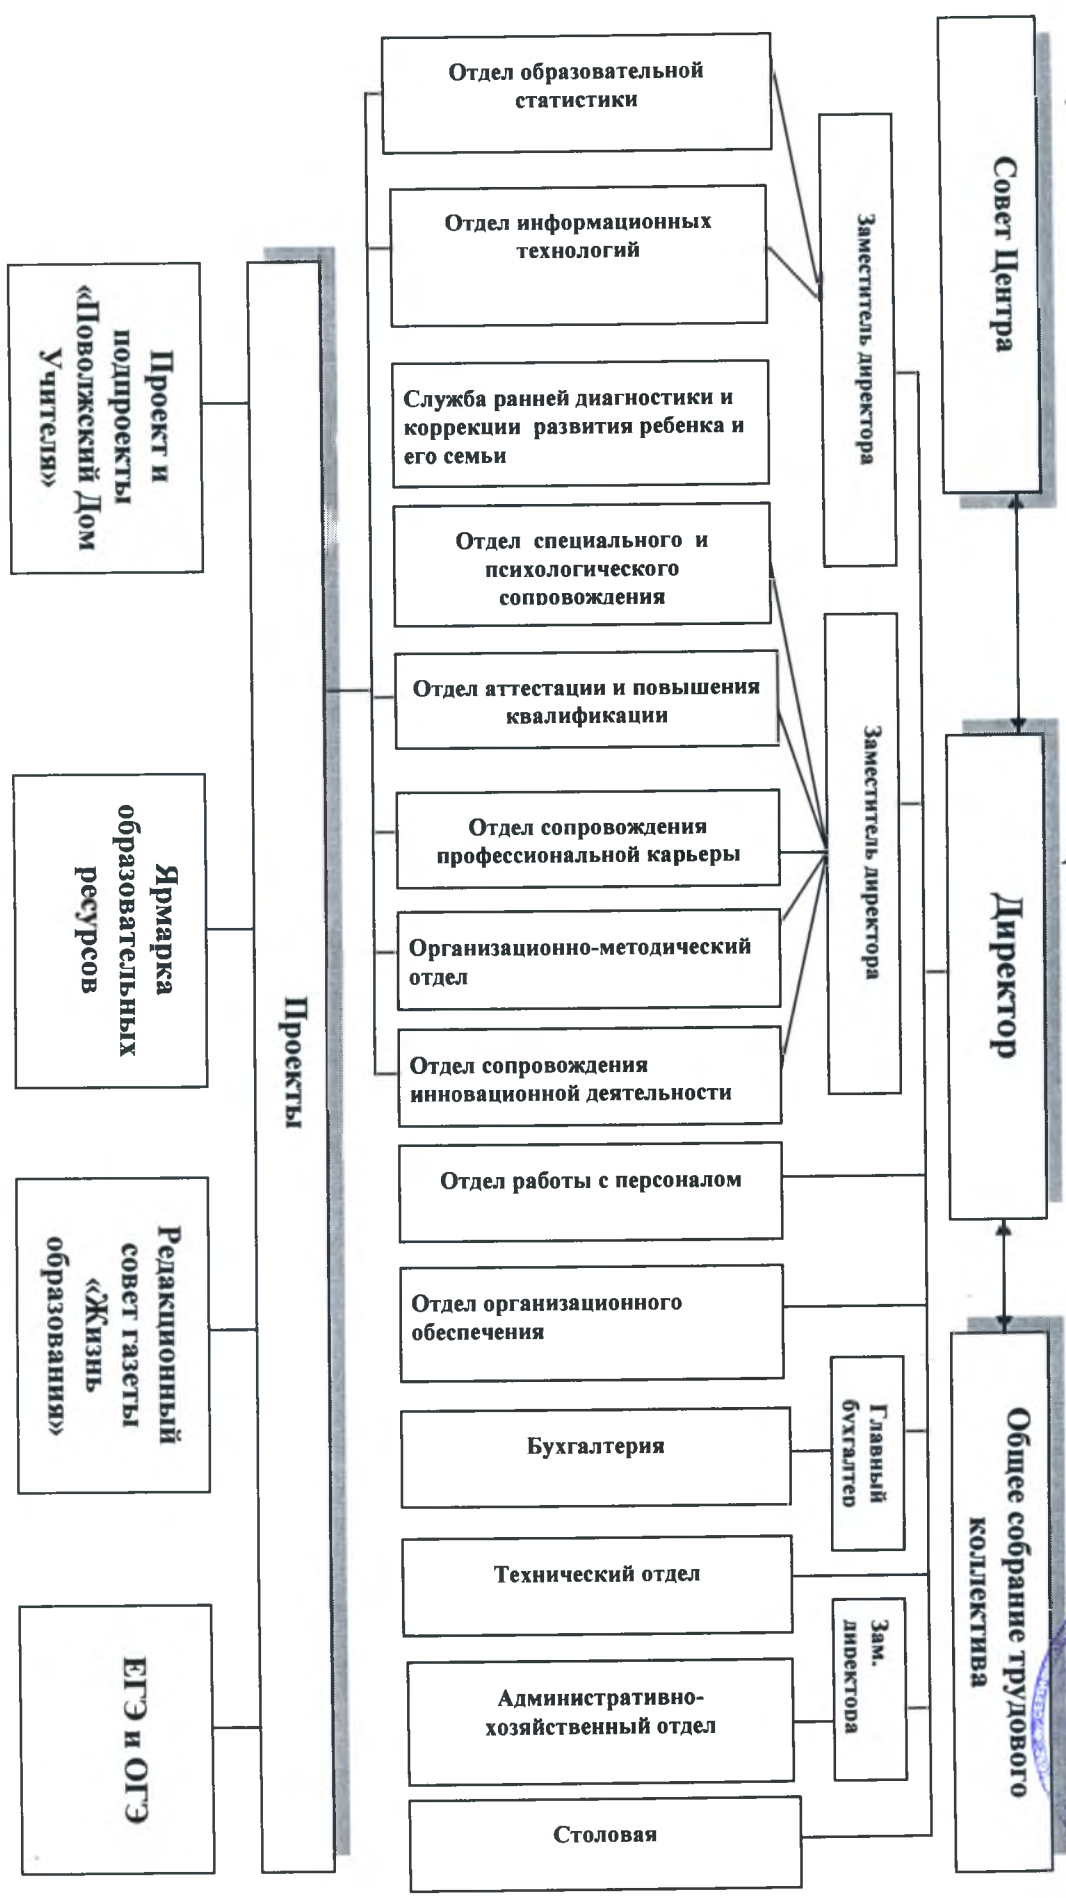 Совет Центра
Директор
Общее собрание трудового
коллектива
Заместитель директора
Заместитель директора
Главный
бухгалтер
Зам.
директора
Отдел образовательной
статистики
Отдел информационных
технологий
Служба ранней диагностики и
коррекции развития ребенка и
его семьи
Отдел специального и
психологического
сопровождения
Отдел аттестации и повышения
квалификации
Отдел сопровождения
профессиональной карьеры
Организационно-методический
отдел
Отдел сопровождения
инновационной деятельности
Отдел работы с персоналом
Отдел организационного
обеспечения
Бухгалтерия
Технический отдел
Административно-
хозяйственный отдел
Столовая
Проекты
Проект и
подпроекты
«Поволжский Дом
Учителя»
Ярмарка
образовательных
ресурсов
Редакционный
совет газеты
«Жизнь
образования»
ЕГЭ и ОГЭ